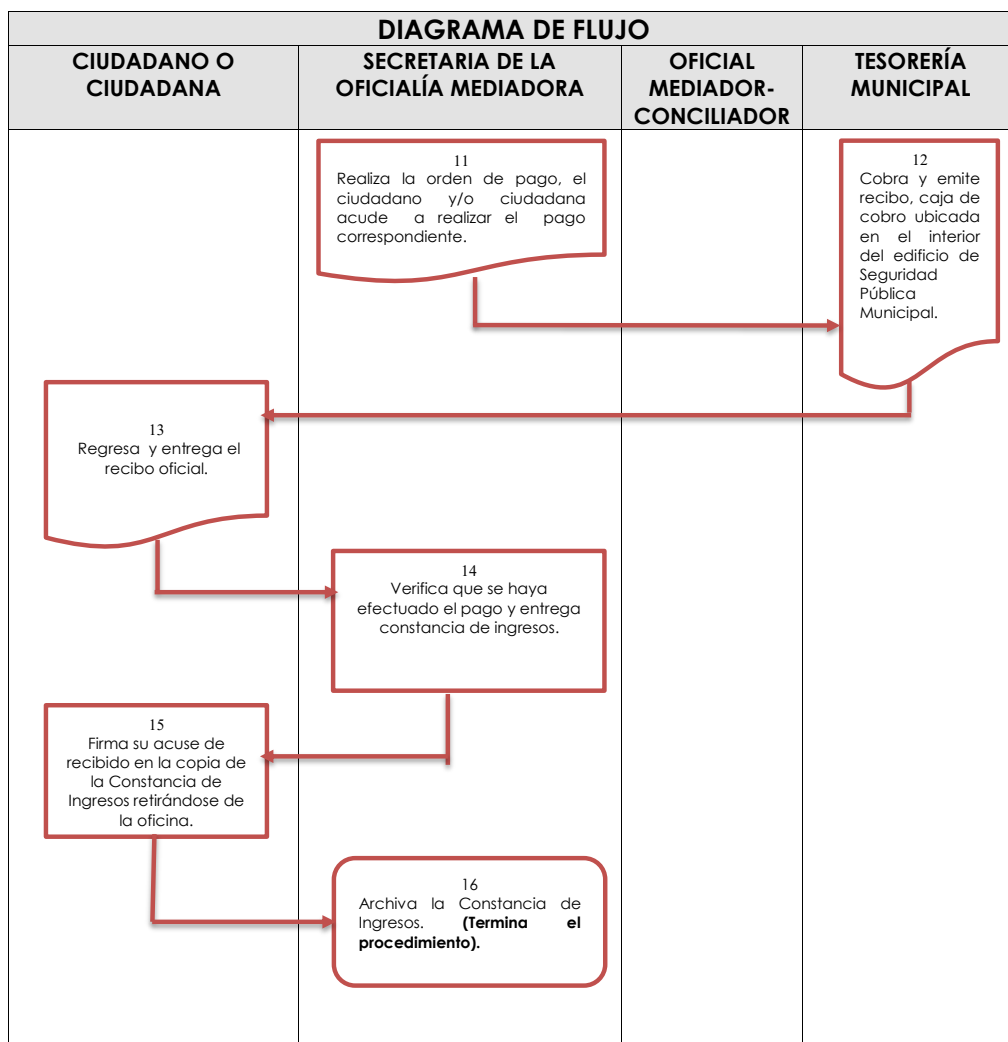 DIAGRAMA DE FLUJO
CIUDADANO O
CIUDADANA
SECRETARIA DE LA
OFICIALÍA MEDIADORA
OFICIAL
MEDIADOR-
CONCILIADOR
TESORERÍA
MUNICIPAL
11
Realiza la orden de pago, el
ciudadano y/o ciudadana
acude a realizar el pago
correspondiente.
12
Cobra y emite
recibo, caja de
cobro ubicada
en el interior
del edificio de
Seguridad
Pública
Municipal.
13
Regresa y entrega el
recibo oficial.
14
Verifica que se haya
efectuado el pago y entrega
constancia de ingresos.
15
Firma su acuse de
recibido en la copia de
la Constancia de
Ingresos retirándose de
la oficina.
16
Archiva la Constancia de
Ingresos. (Termina el
procedimiento).